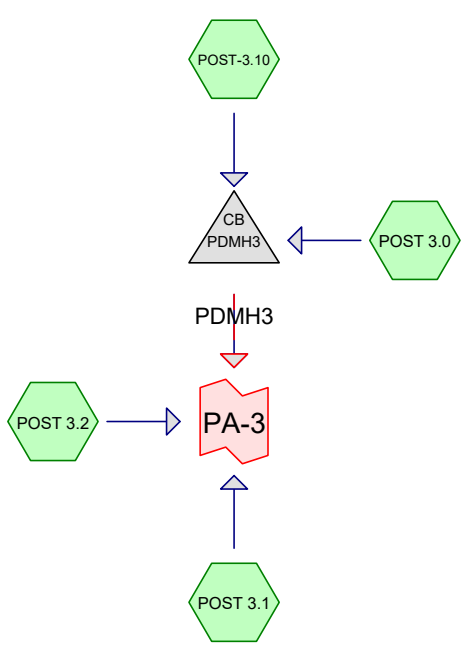 POST-3.10
CB
PDMH3
POST 3.0
PDMH3
POST 3.2
PA-3
POST 3.1